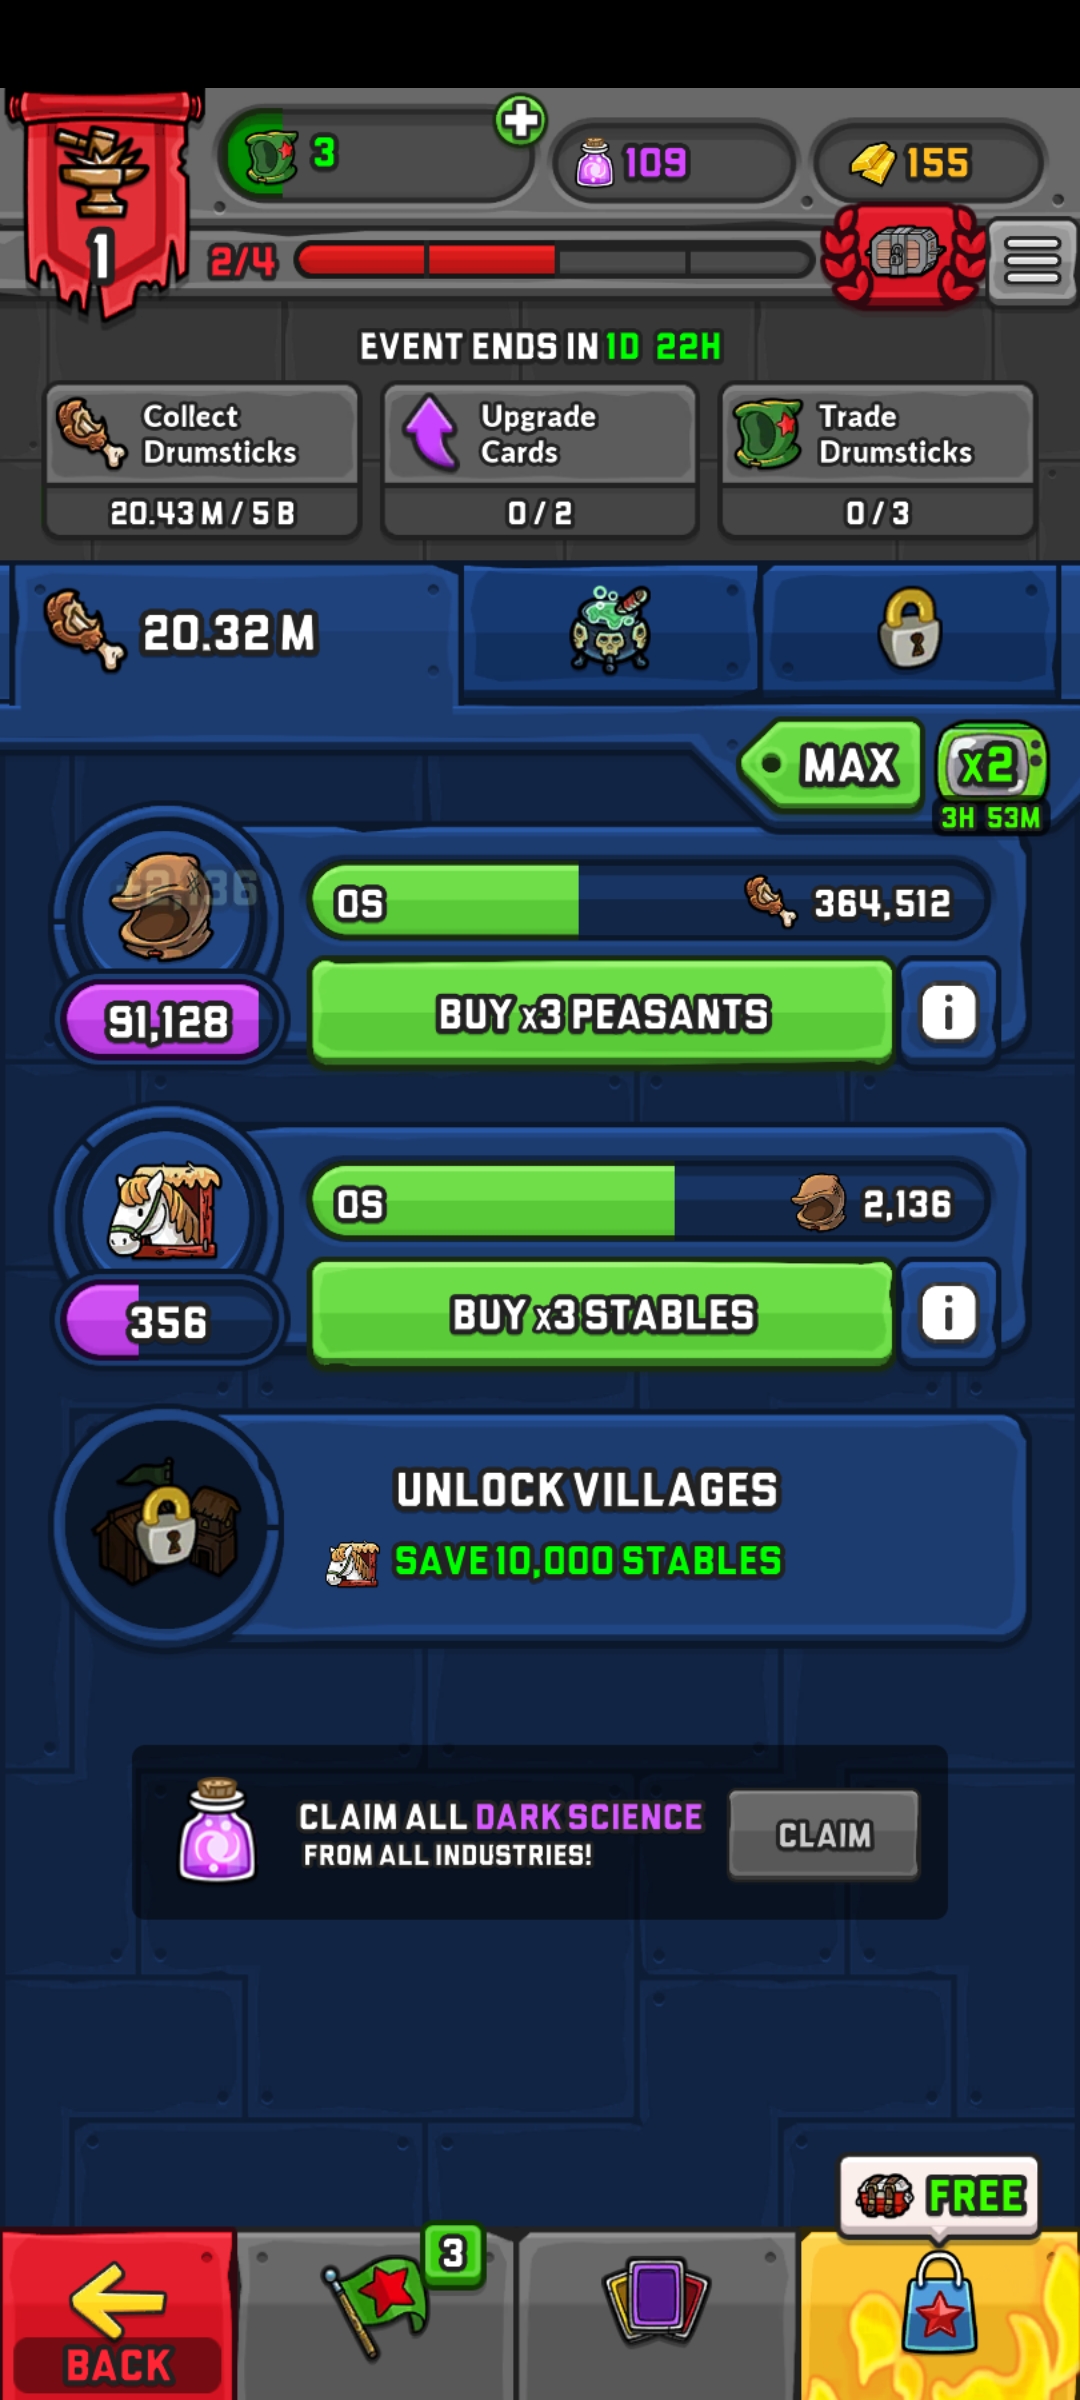 3
109
155
1
2/4
EVENT ENDS IN 1D 22H
Collect
Drumsticks
20.43 M / 5 B
Upgrade
Cards
0 / 2
Trade
Drumsticks
0 / 3
20.32 M
MAX
x2
3H 53M
0S
364,512
91,128
BUY x3 PEASANTS
i
0S
2,136
356
BUY x3 STABLES
i
UNLOCK VILLAGES
SAVE 10,000 STABLES
CLAIM ALL DARK SCIENCE
FROM ALL INDUSTRIES!
CLAIM
FREE
3
BACK